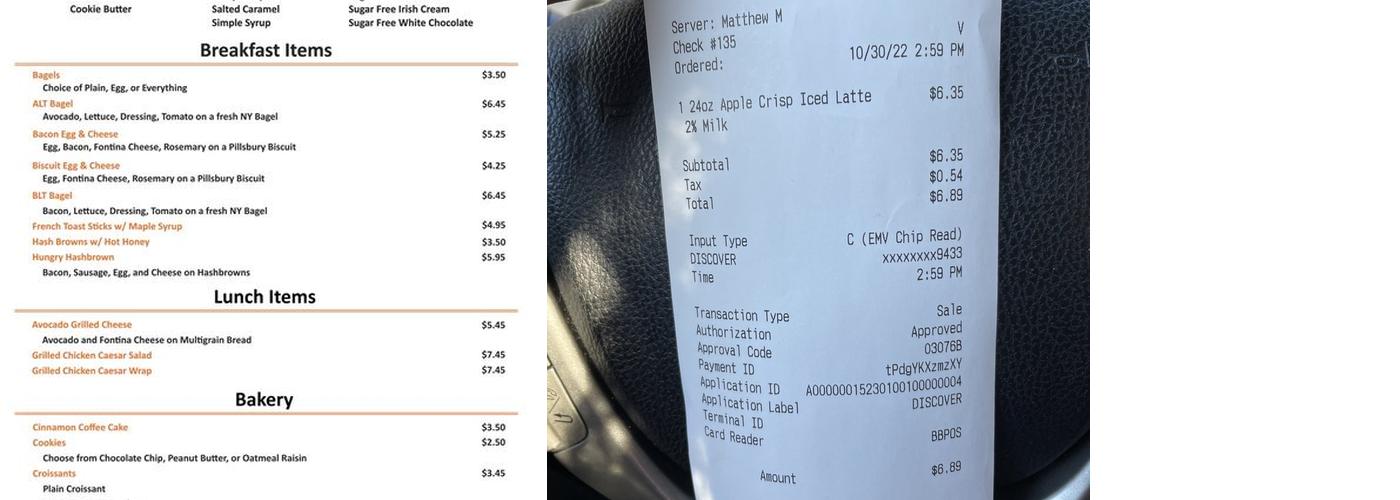 Cookie Butter
Salted Caramel
Simple Syrup
Sugar Free Irish Cream
Sugar Free White Chocolate
Breakfast Items
Bagels $3.50
Choice of Plain, Egg, or Everything
ALT Bagel $6.45
Avocado, Lettuce, Dressing, Tomato on a fresh NY Bagel
Bacon Egg & Cheese $5.25
Egg, Bacon, Fontina Cheese, Rosemary on a Pillsbury Biscuit
Biscuit Egg & Cheese $4.25
Egg, Fontina Cheese, Rosemary on a Pillsbury Biscuit
BLT Bagel $6.45
Bacon, Lettuce, Dressing, Tomato on a fresh NY Bagel
French Toast Sticks w/ Maple Syrup $4.95
Hash Browns w/ Hot Honey $3.50
Hungry Hashbrown $5.95
Bacon, Sausage, Egg, and Cheese on Hashbrowns
Lunch Items
Avocado Grilled Cheese $5.45
Avocado and Fontina Cheese on Multigrain Bread
Grilled Chicken Caesar Salad $7.45
Grilled Chicken Caesar Wrap $7.45
Bakery
Cinnamon Coffee Cake $3.50
Cookies $2.50
Choose from Chocolate Chip, Peanut Butter, or Oatmeal Raisin
Croissants $3.45
Plain Croissant
Server: Matthew M
Check #135 V
Ordered: 10/30/22 2:59 PM
1 24oz Apple Crisp Iced Latte $6.35
2% Milk
Subtotal $6.35
Tax $0.54
Total $6.89
Input Type C (EMV Chip Read)
DISCOVER xxxxxxxx9433
Time 2:59 PM
Transaction Type Sale
Authorization Approved
Approval Code 03076B
Payment ID tPdgYKXzmzXY
Application ID A0000001523010010000004
Application Label DISCOVER
Terminal ID
Card Reader BBPOS
Amount $6.89